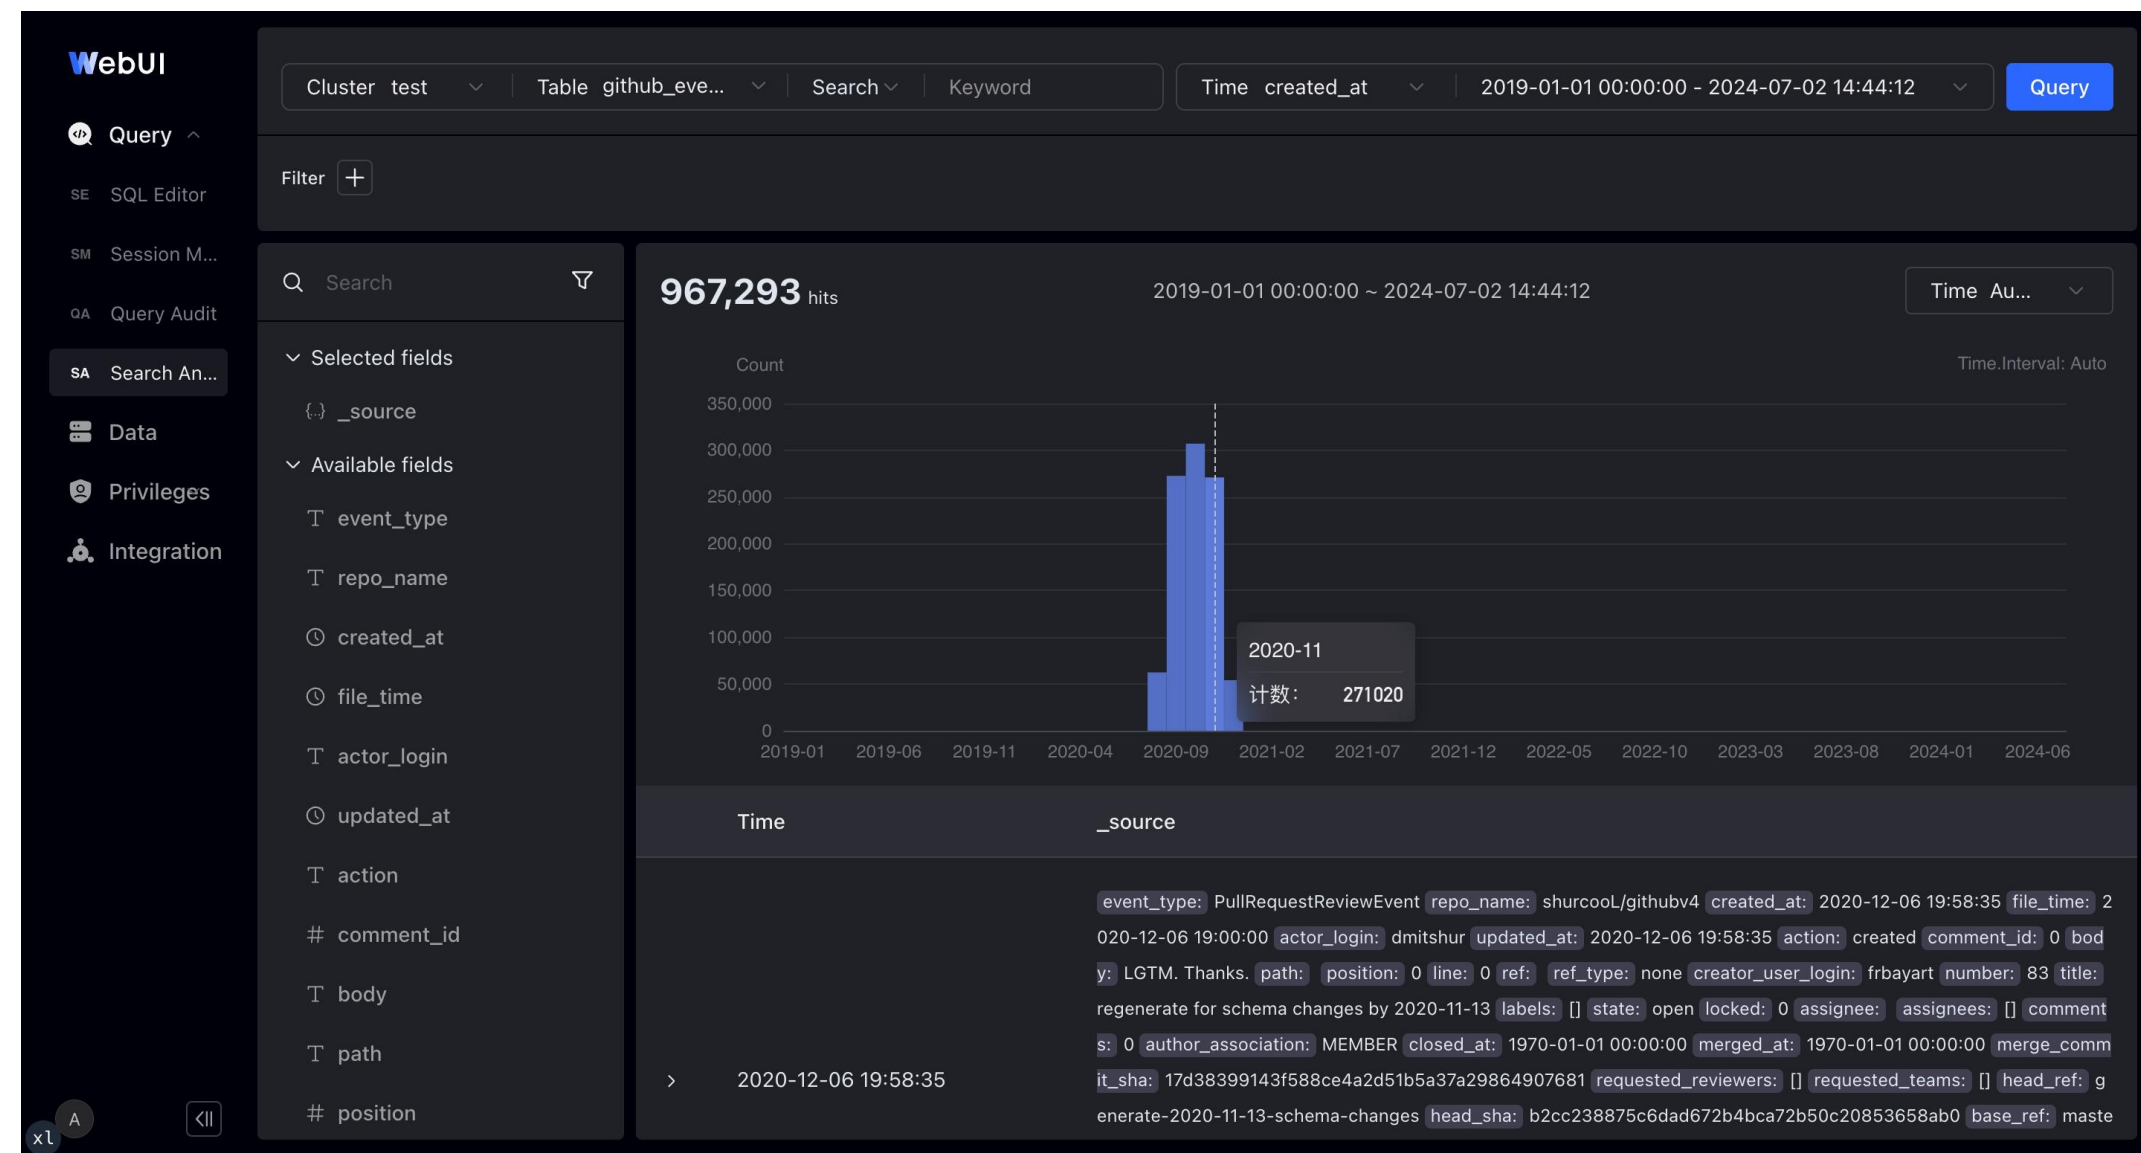 WebUI
Query
SE SQL Editor
SM Session M...
QA Query Audit
SA Search An...
Data
Privileges
Integration
A
xl
Cluster test Table github_eve... Search Keyword Time created_at 2019-01-01 00:00:00 - 2024-07-02 14:44:12 Query
Filter +
Search
Selected fields
{..} _source
Available fields
T event_type
T repo_name
created_at
file_time
T actor_login
updated_at
T action
# comment_id
T body
T path
# position
967,293 hits 2019-01-01 00:00:00 ~ 2024-07-02 14:44:12 Time Au...
Count Time.Interval: Auto
350,000
300,000
250,000
200,000
150,000
100,000
50,000
0
2020-11
计数: 271020
2019-01 2019-06 2019-11 2020-04 2020-09 2021-02 2021-07 2021-12 2022-05 2022-10 2023-03 2023-08 2024-01 2024-06
Time _source
2020-12-06 19:58:35
event_type: PullRequestReviewEvent repo_name: shurcooL/githubv4 created_at: 2020-12-06 19:58:35 file_time: 2
020-12-06 19:00:00 actor_login: dmitshur updated_at: 2020-12-06 19:58:35 action: created comment_id: 0 bod
y: LGTM. Thanks. path: position: 0 line: 0 ref: ref_type: none creator_user_login: frbayart number: 83 title:
regenerate for schema changes by 2020-11-13 labels: [] state: open locked: 0 assignee: assignees: [] comment
s: 0 author_association: MEMBER closed_at: 1970-01-01 00:00:00 merged_at: 1970-01-01 00:00:00 merge_comm
it_sha: 17d38399143f588ce4a2d51b5a37a29864907681 requested_reviewers: [] requested_teams: [] head_ref: g
enerate-2020-11-13-schema-changes head_sha: b2cc238875c6dad672b4bca72b50c20853658ab0 base_ref: maste